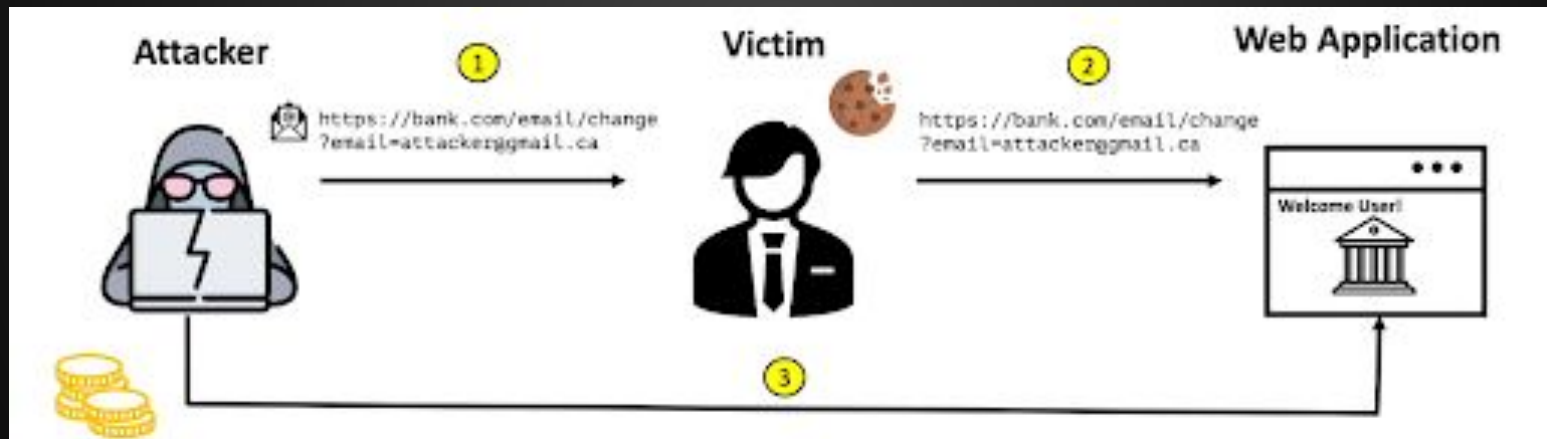 Attacker
1
Victim
2
Web Application
https://bank.com/email/change
?email=attacker@gmail.ca
https://bank.com/email/change
?email=attacker@gmail.ca
Welcome User!
3